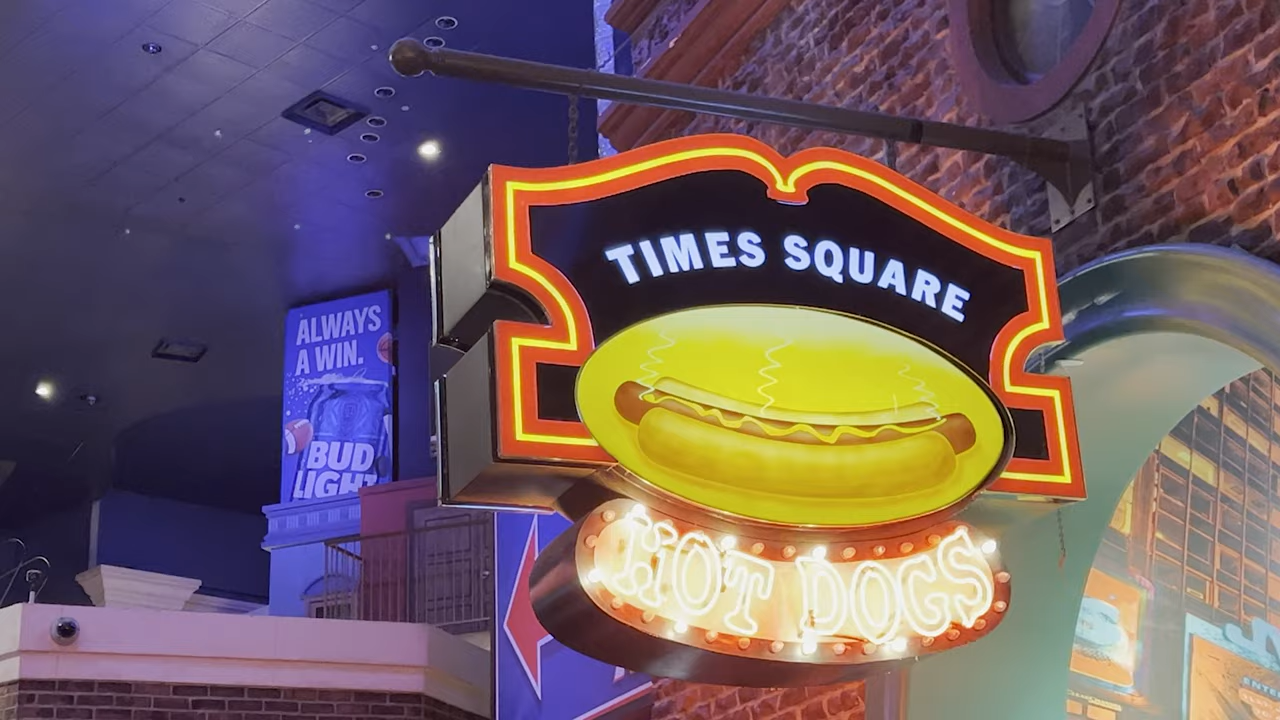 TIMES SQUARE
HOT DOGS
ALWAYS
A WIN.
BUD
LIGHT